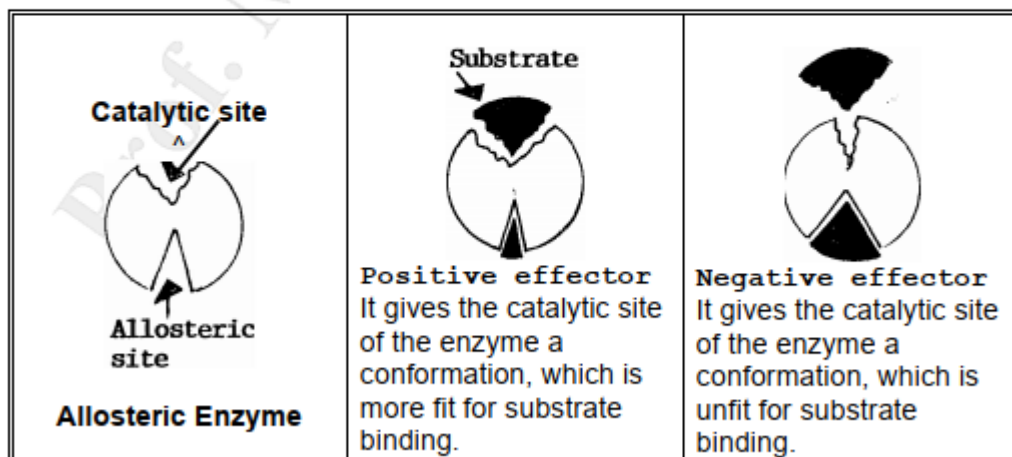 Prof. M
Catalytic site
^
Allosteric
site
Allosteric Enzyme
Substrate
Positive effector
It gives the catalytic site
of the enzyme a
conformation, which is
more fit for substrate
binding.
Negative effector
It gives the catalytic site
of the enzyme a
conformation, which is
unfit for substrate
binding.